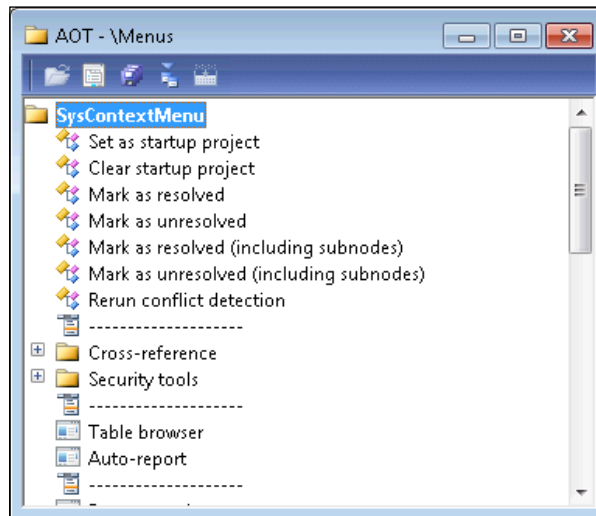 AOT - \Menus
SysContextMenu
Set as startup project
Clear startup project
Mark as resolved
Mark as unresolved
Mark as resolved (including subnodes)
Mark as unresolved (including subnodes)
Rerun conflict detection
-------------------
Cross-reference
Security tools
-------------------
Table browser
Auto-report
-------------------